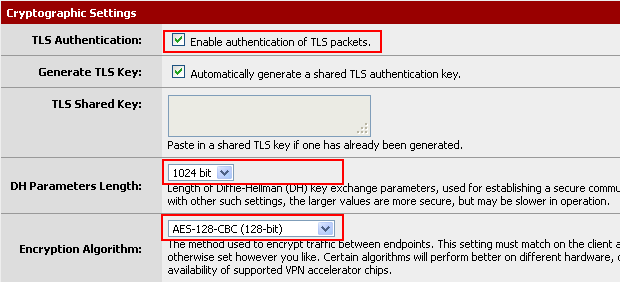 Cryptographic Settings
TLS Authentication:
Enable authentication of TLS packets.
Generate TLS Key:
Automatically generate a shared TLS authentication key.
TLS Shared Key:
Paste in a shared TLS key if one has already been generated.
DH Parameters Length:
1024 bit
Length of Diffie-Hellman (DH) key exchange parameters, used for establishing a secure commu
with other such settings, the larger values are more secure, but may be slower in operation.
Encryption Algorithm:
AES-128-CBC (128-bit)
The method used to encrypt traffic between endpoints. This setting must match on the client a
otherwise set however you like. Certain algorithms will perform better on different hardware, 
availability of supported VPN accelerator chips.